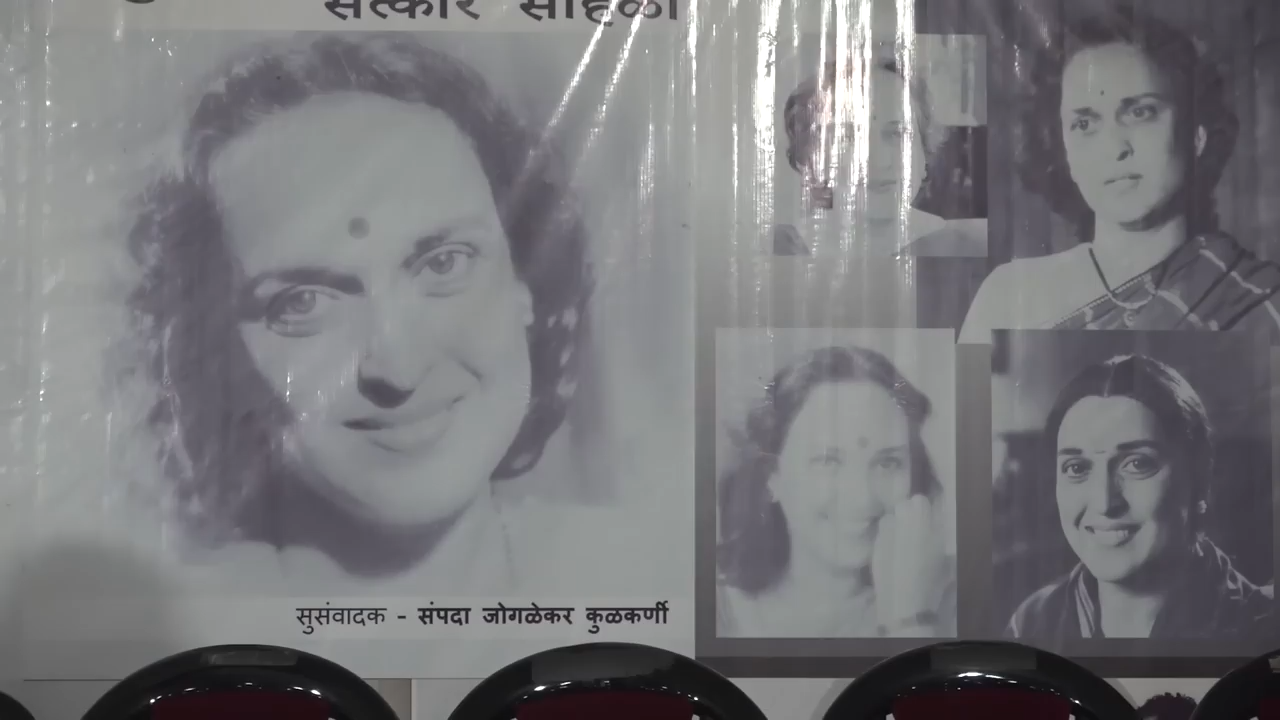 सत्कार सोहळा
सुसंवादक - संपदा जोगळेकर कुळकर्णी